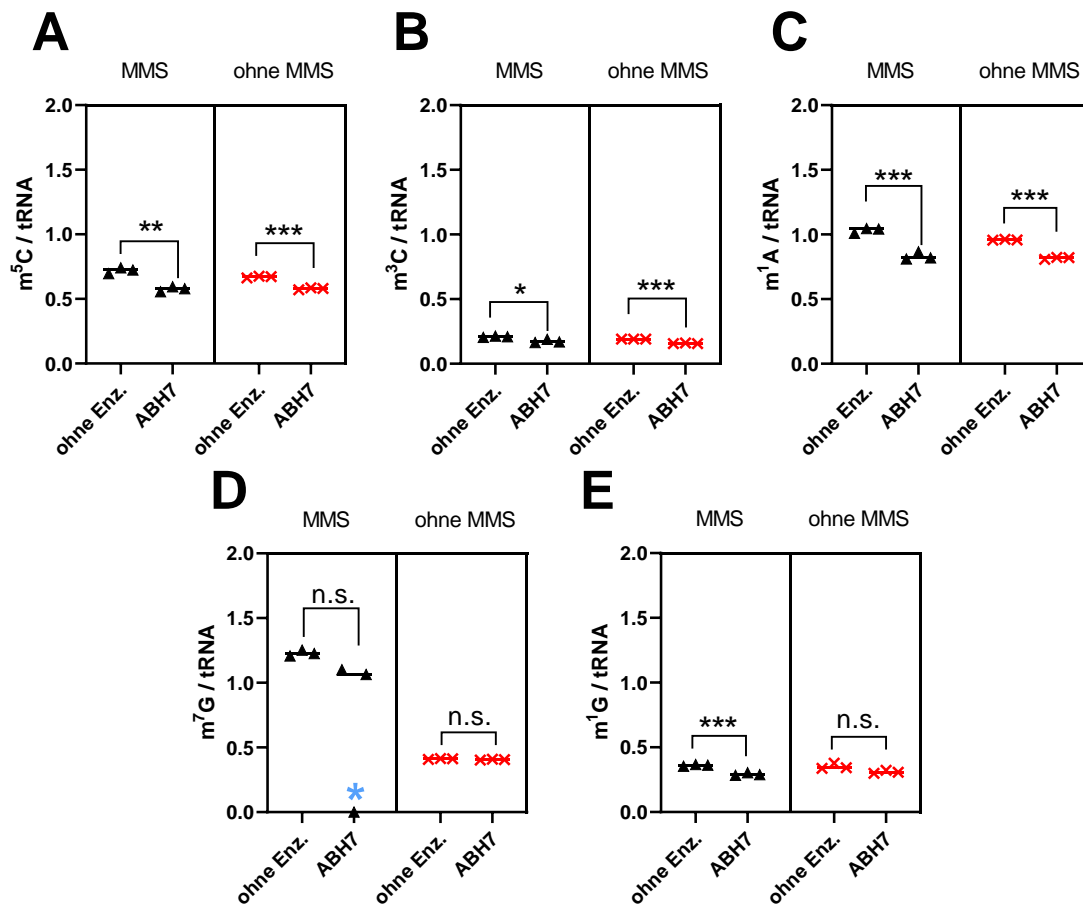 A
MMS ohne MMS
2.0
1.5
1.0
0.5
0.0
m⁵C / tRNA
** ***
ohne Enz. ABH7 ohne Enz. ABH7
B
MMS ohne MMS
2.0
1.5
1.0
0.5
0.0
m³C / tRNA
* ***
ohne Enz. ABH7 ohne Enz. ABH7
C
MMS ohne MMS
2.0
1.5
1.0
0.5
0.0
m¹A / tRNA
*** ***
ohne Enz. ABH7 ohne Enz. ABH7
D
MMS ohne MMS
2.0
1.5
1.0
0.5
0.0
m⁷G / tRNA
n.s. n.s.
*
ohne Enz. ABH7 ohne Enz. ABH7
E
MMS ohne MMS
2.0
1.5
1.0
0.5
0.0
m¹G / tRNA
*** n.s.
ohne Enz. ABH7 ohne Enz. ABH7